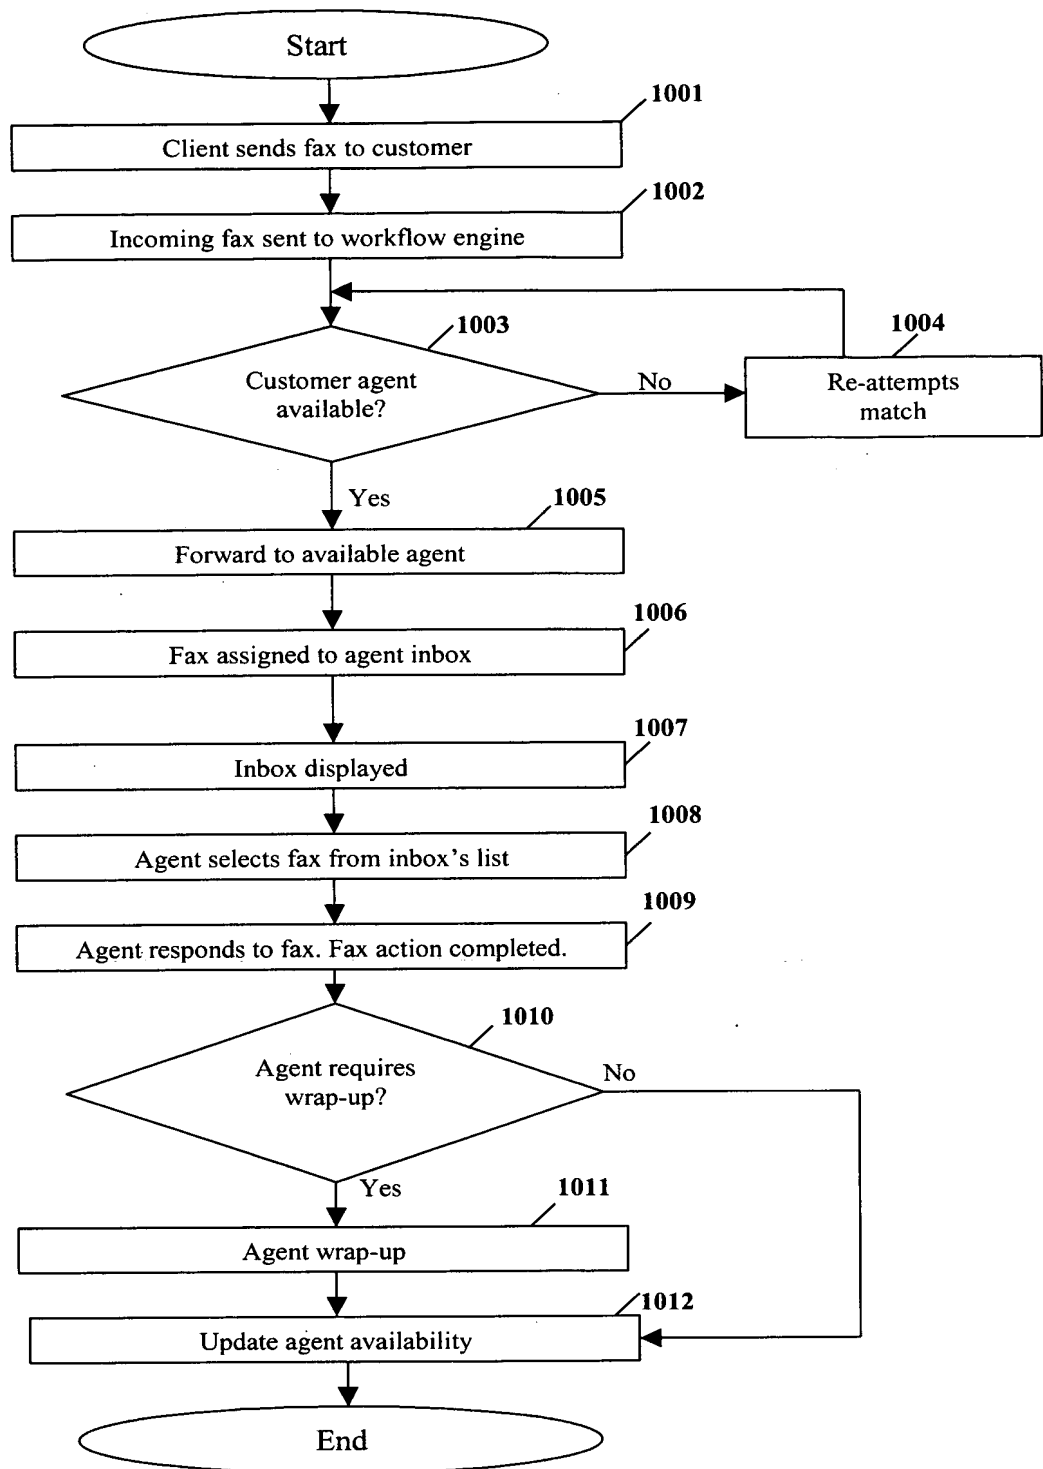 Start
1001
Client sends fax to customer
1002
Incoming fax sent to workflow engine
1003
1004
Customer agent
available?
No
Re-attempts
match
Yes
1005
Forward to available agent
1006
Fax assigned to agent inbox
1007
Inbox displayed
1008
Agent selects fax from inbox's list
1009
Agent responds to fax. Fax action completed.
1010
Agent requires
wrap-up?
No
Yes
1011
Agent wrap-up
1012
Update agent availability
End